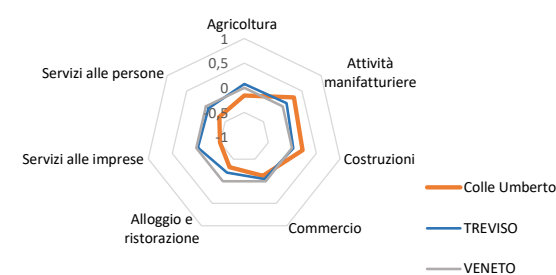 Agricoltura
1
0,5
0
0,5
-1
Attività
manifatturiere
Costruzioni
Commercio
Alloggio e
ristorazione
Servizi alle imprese
Servizi alle persone
Colle Umberto
TREVISO
VENETO